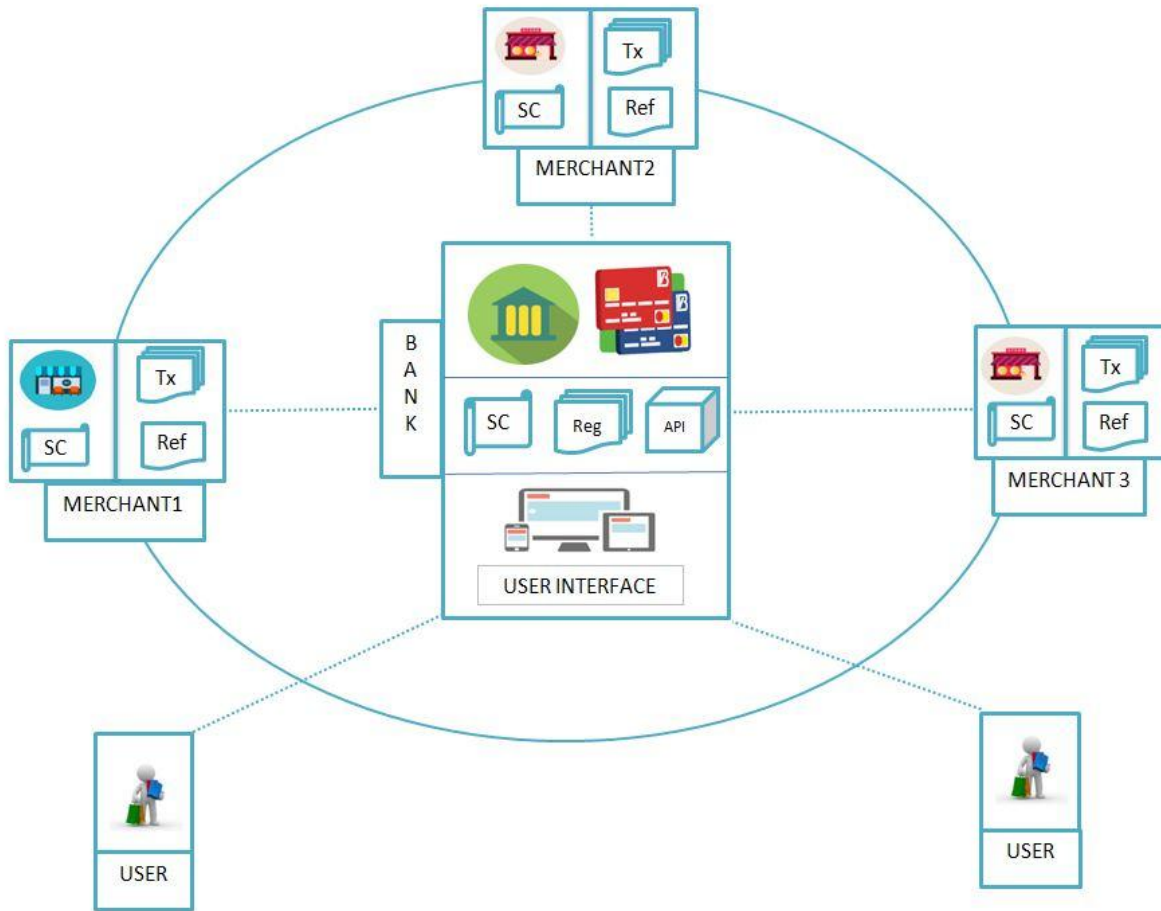 Tx
SC
Ref
MERCHANT2
B
A
N
K
Tx
SC
Ref
MERCHANT1
SC
Reg
API
Tx
SC
Ref
MERCHANT 3
USER INTERFACE
USER
USER